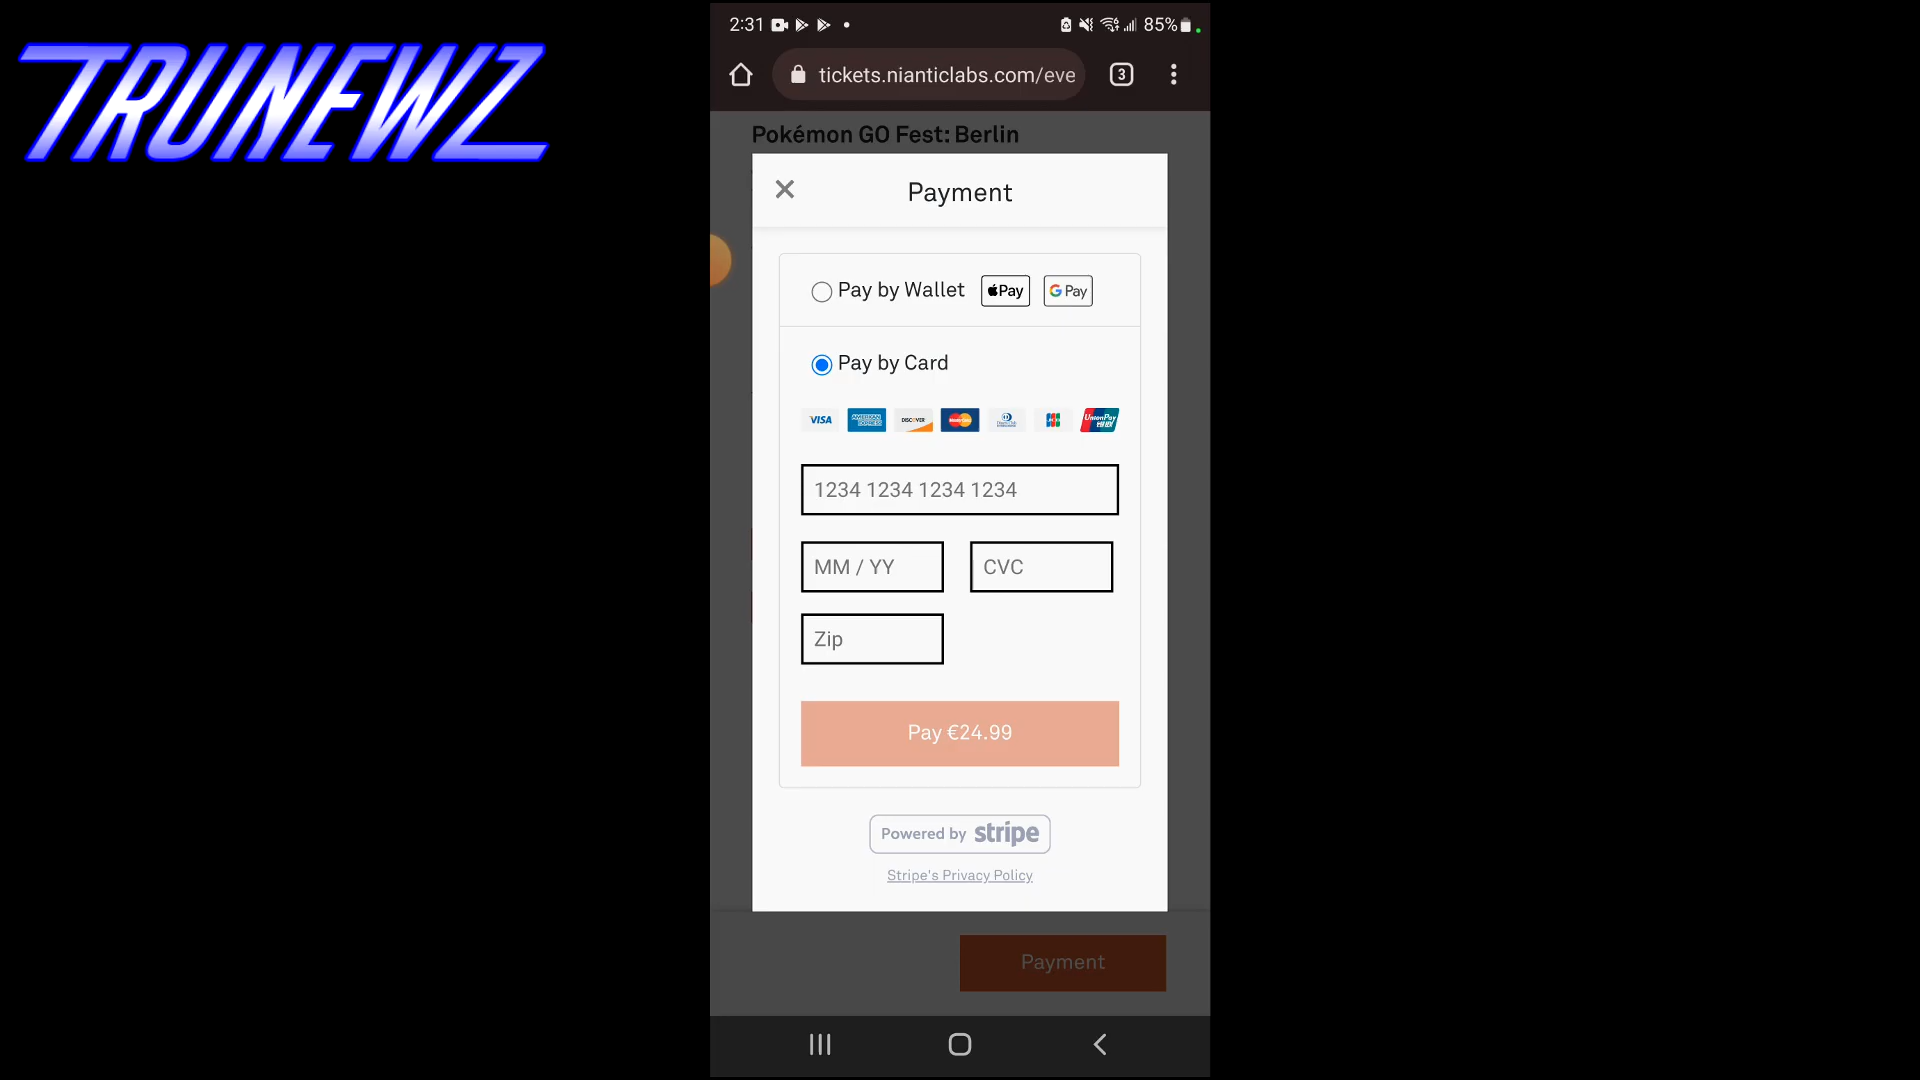 TRUNEWZ
2:31
85%
tickets.nianticlabs.com/eve
3
Pokémon GO Fest: Berlin
Payment
Pay by Wallet
Pay
G Pay
Pay by Card
VISA
AMERICAN EXPRESS
DISCOVER
JCB
UnionPay
银联
1234 1234 1234 1234
MM / YY
CVC
Zip
Pay €24.99
Powered by stripe
Stripe's Privacy Policy
Payment